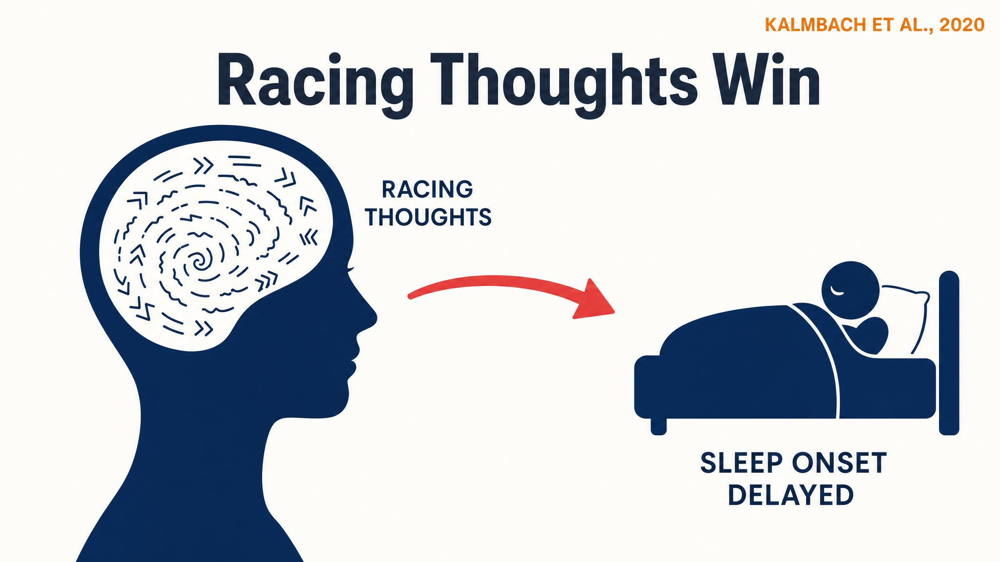 KALMBACH ET AL., 2020
Racing Thoughts Win
RACING
THOUGHTS
SLEEP ONSET
DELAYED